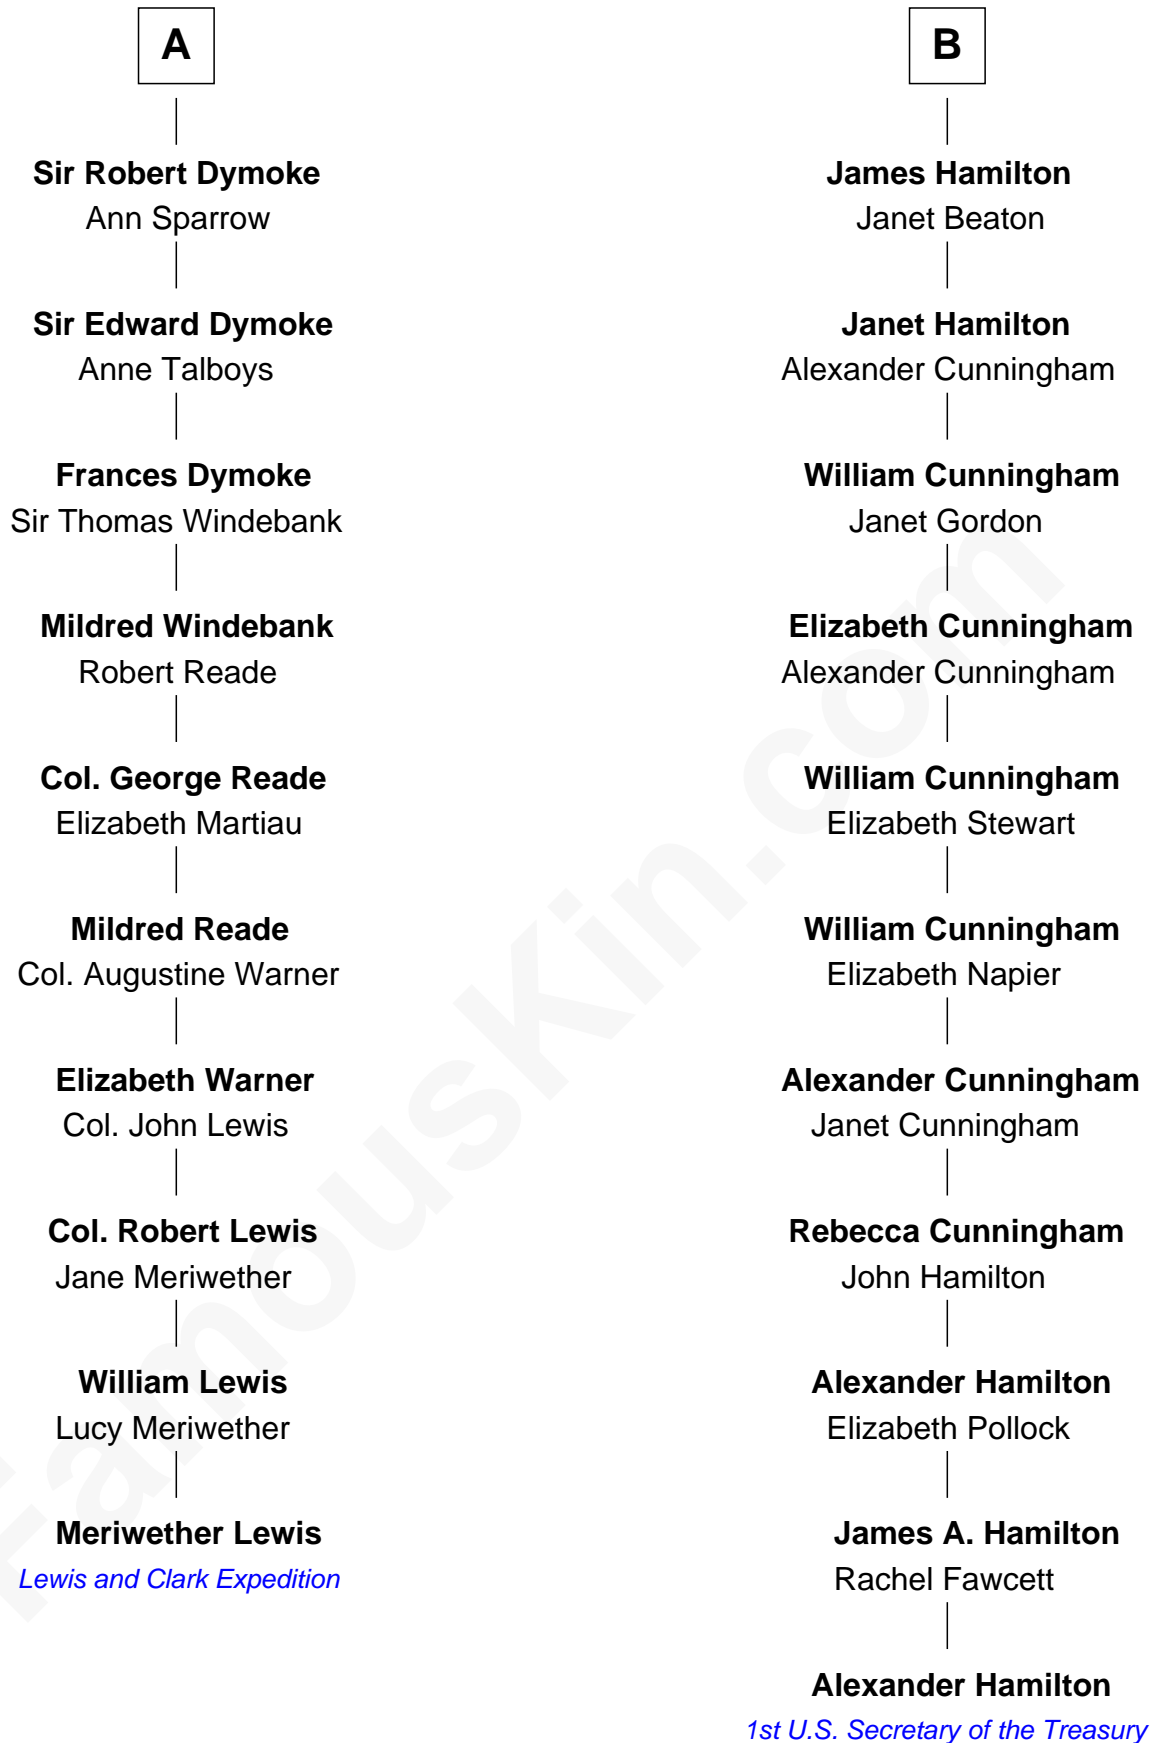 A
Sir Robert Dymoke
Ann Sparrow
Sir Edward Dymoke
Anne Talboys
Frances Dymoke
Sir Thomas Windebank
Mildred Windebank
Robert Reade
Col. George Reade
Elizabeth Martiau
Mildred Reade
Col. Augustine Warner
Elizabeth Warner
Col. John Lewis
Col. Robert Lewis
Jane Meriwether
William Lewis
Lucy Meriwether
Meriwether Lewis
Lewis and Clark Expedition
B
James Hamilton
Janet Beaton
Janet Hamilton
Alexander Cunningham
William Cunningham
Janet Gordon
Elizabeth Cunningham
Alexander Cunningham
William Cunningham
Elizabeth Stewart
William Cunningham
Elizabeth Napier
Alexander Cunningham
Janet Cunningham
Rebecca Cunningham
John Hamilton
Alexander Hamilton
Elizabeth Pollock
James A. Hamilton
Rachel Fawcett
Alexander Hamilton
1st U.S. Secretary of the Treasury
FamousKin.com